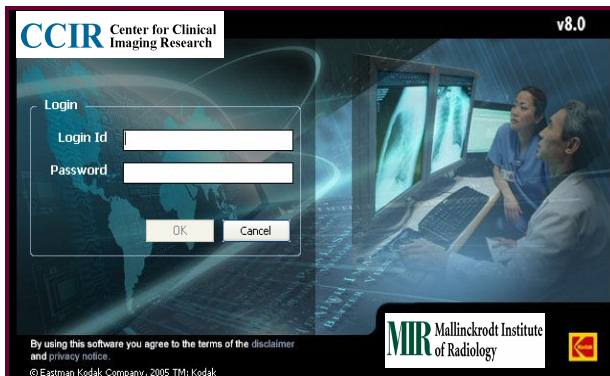 CCIR Center for Clinical
Imaging Research
v8.0
Login
Login Id
Password
OK
Cancel
By using this software you agree to the terms of the disclaimer
and privacy notice.
© Eastman Kodak Company, 2005 TM: Kodak
MIR Mallinckrodt Institute
of Radiology
Kodak